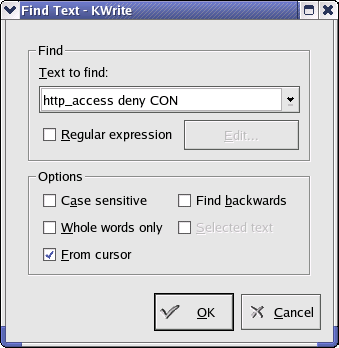 Find Text - KWrite
Find
Text to find:
http_access deny CON
Regular expression
Edit...
Options
Case sensitive
Find backwards
Whole words only
Selected text
From cursor
OK
Cancel